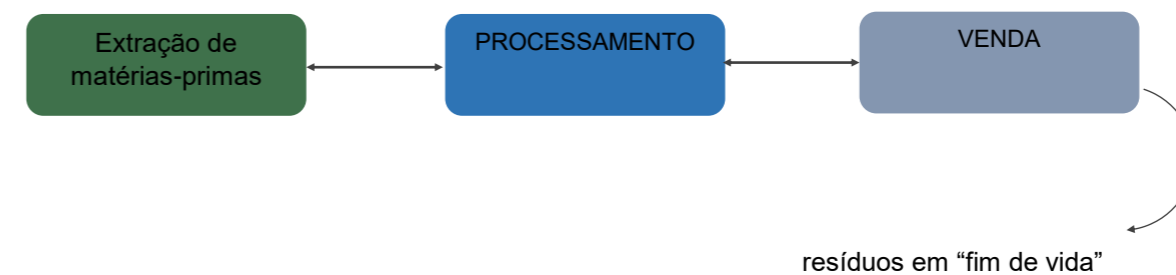 Extração de
matérias-primas
PROCESSAMENTO
VENDA
resíduos em “fim de vida”